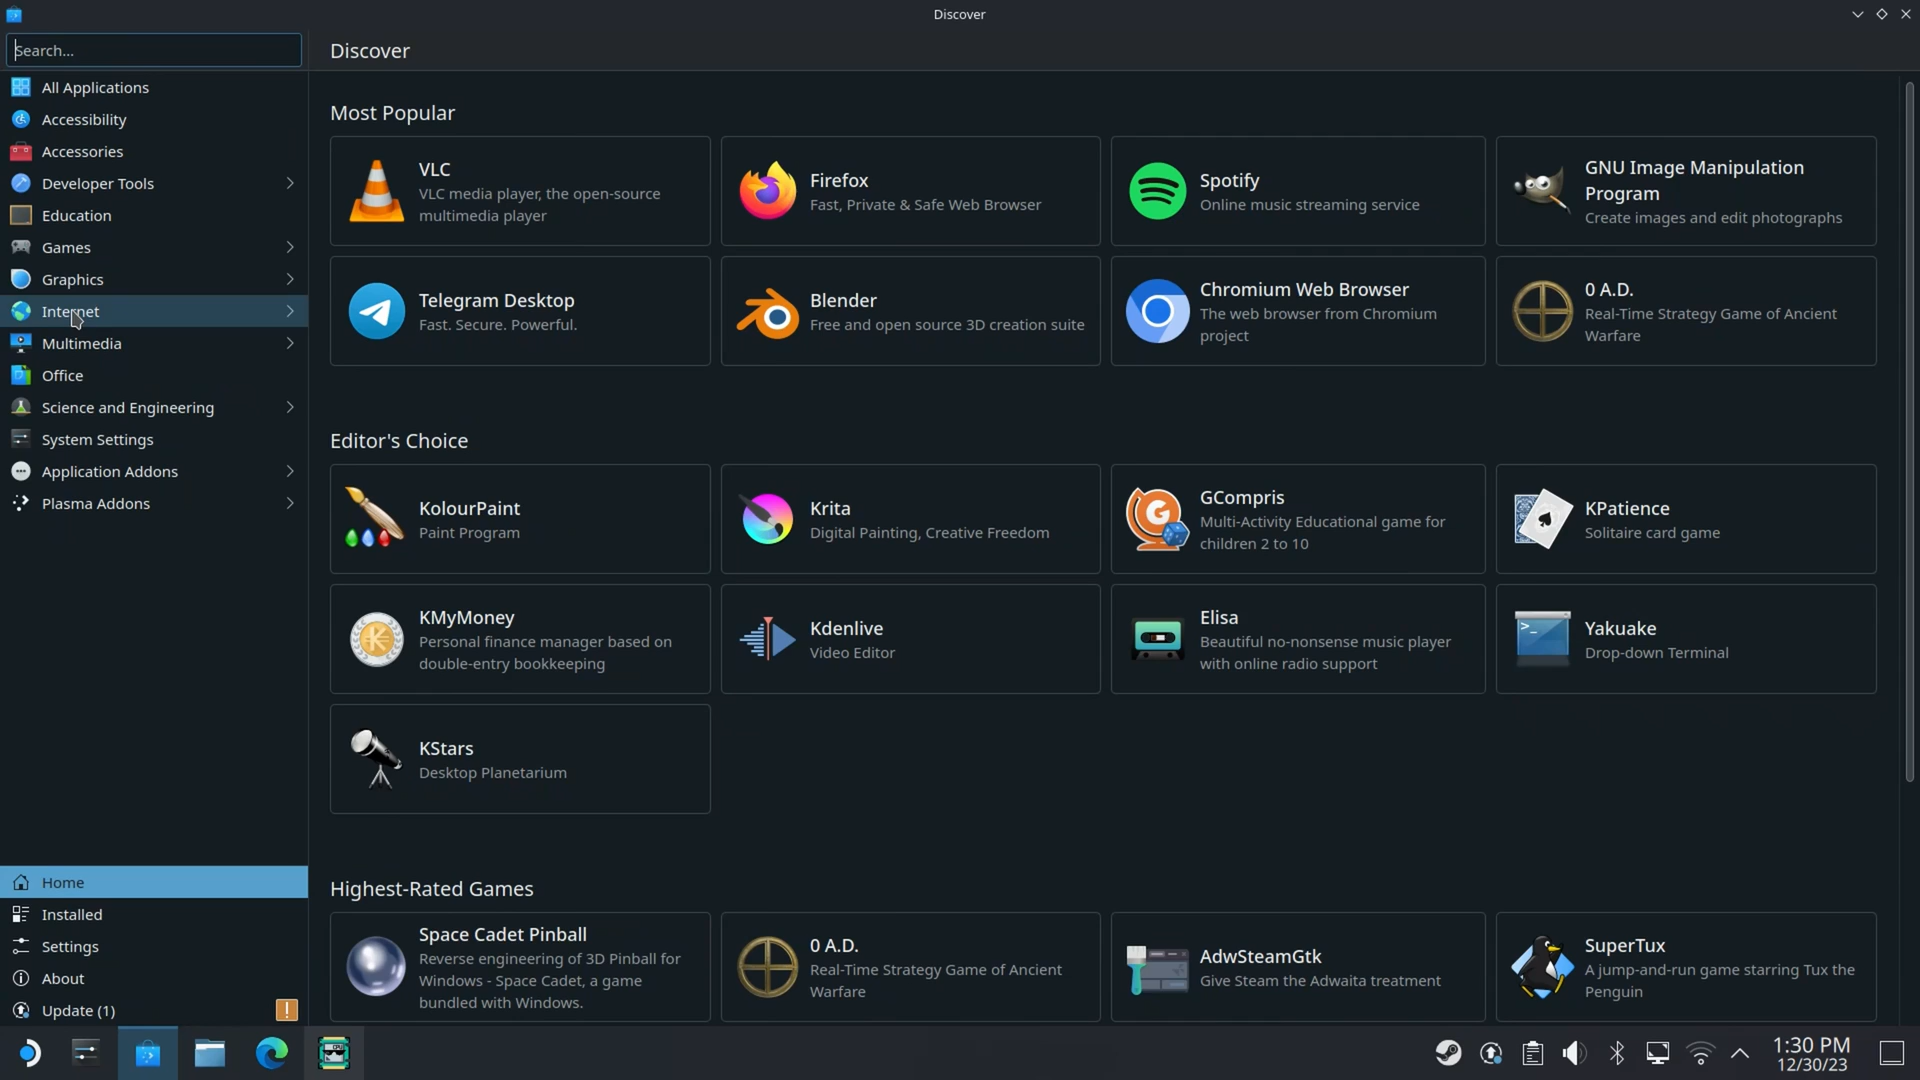 Discover
Search...
All Applications
Accessibility
Accessories
Developer Tools
Education
Games
Graphics
Internet
Multimedia
Office
Science and Engineering
System Settings
Application Addons
Plasma Addons
Home
Installed
Settings
About
Update (1)
Discover
Most Popular
VLC
VLC media player, the open-source
multimedia player
Firefox
Fast, Private & Safe Web Browser
Spotify
Online music streaming service
GNU Image Manipulation
Program
Create images and edit photographs
Telegram Desktop
Fast. Secure. Powerful.
Blender
Free and open source 3D creation suite
Chromium Web Browser
The web browser from Chromium
project
0 A.D.
Real-Time Strategy Game of Ancient
Warfare
Editor's Choice
KolourPaint
Paint Program
Krita
Digital Painting, Creative Freedom
GCompris
Multi-Activity Educational game for
children 2 to 10
KPatience
Solitaire card game
KMyMoney
Personal finance manager based on
double-entry bookkeeping
Kdenlive
Video Editor
Elisa
Beautiful no-nonsense music player
with online radio support
Yakuake
Drop-down Terminal
KStars
Desktop Planetarium
Highest-Rated Games
Space Cadet Pinball
Reverse engineering of 3D Pinball for
Windows - Space Cadet, a game
bundled with Windows.
0 A.D.
Real-Time Strategy Game of Ancient
Warfare
AdwSteamGtk
Give Steam the Adwaita treatment
SuperTux
A jump-and-run game starring Tux the
Penguin
1:30 PM
12/30/23